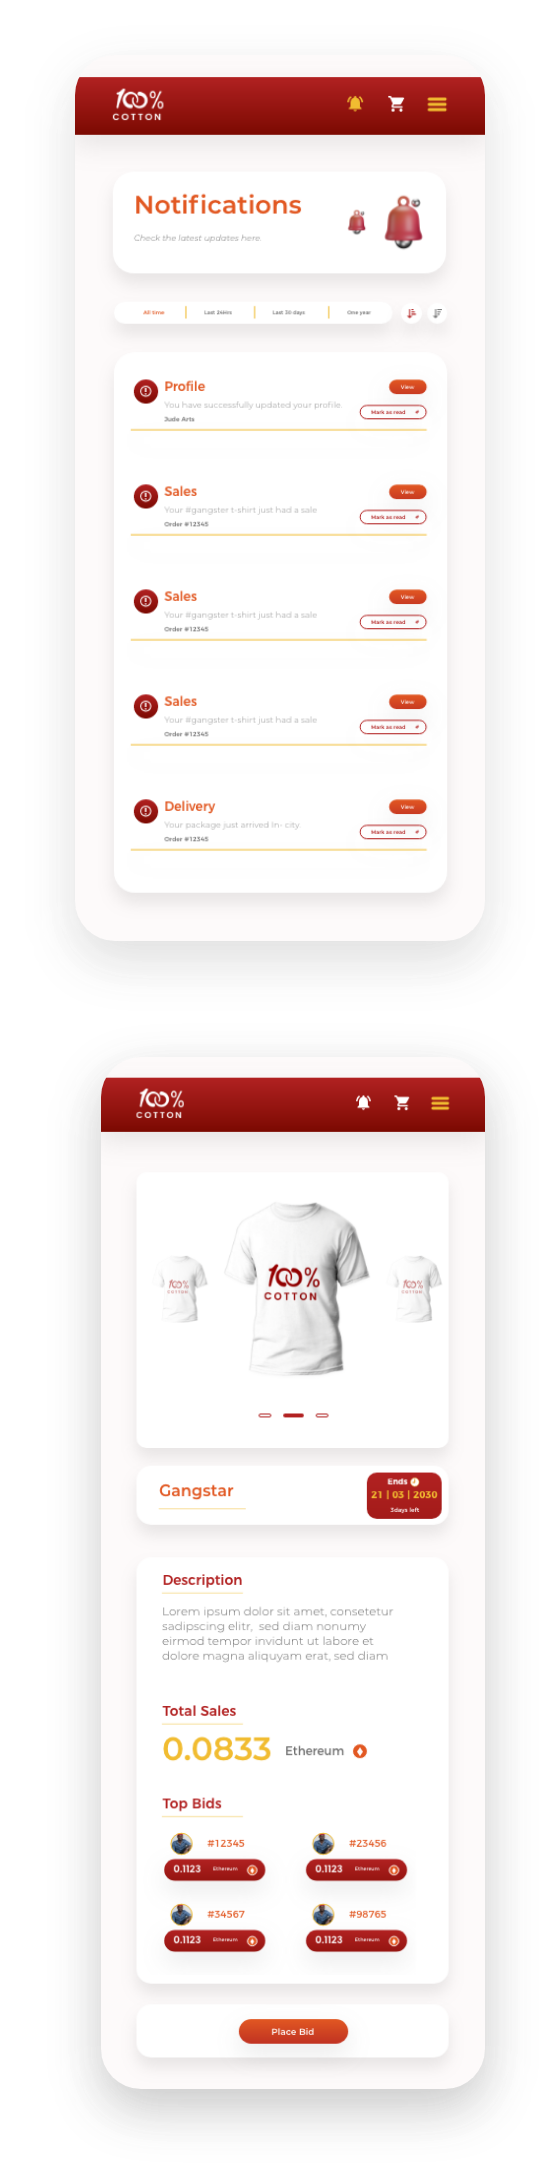 100%
COTTON
Notifications
Check the latest updates here
All time
Last 24Hrs
Last 30 days
One year
Profile
View
You have successfully updated your profile.
Mark as read
Jude Arts
Sales
View
Your #gangster t-shirt just had a sale
Mark as read
Order #12345
Sales
View
Your #gangster t-shirt just had a sale
Mark as read
Order #12345
Sales
View
Your #gangster t-shirt just had a sale
Mark as read
Order #12345
Delivery
View
Your package just arrived In- city.
Mark as read
Order #12345
100%
COTTON
100%
COTTON
100%
COTTON
100%
COTTON
Gangstar
Ends
21 | 03 | 2030
3days left
Description
Lorem ipsum dolor sit amet, consetetur
sadipscing elitr, sed diam nonumy
eirmod tempor invidunt ut labore et
dolore magna aliquyam erat, sed diam
Total Sales
0.0833 Ethereum
Top Bids
#12345
0.1123 Ethereum
#23456
0.1123 Ethereum
#34567
0.1123 Ethereum
#98765
0.1123 Ethereum
Place Bid